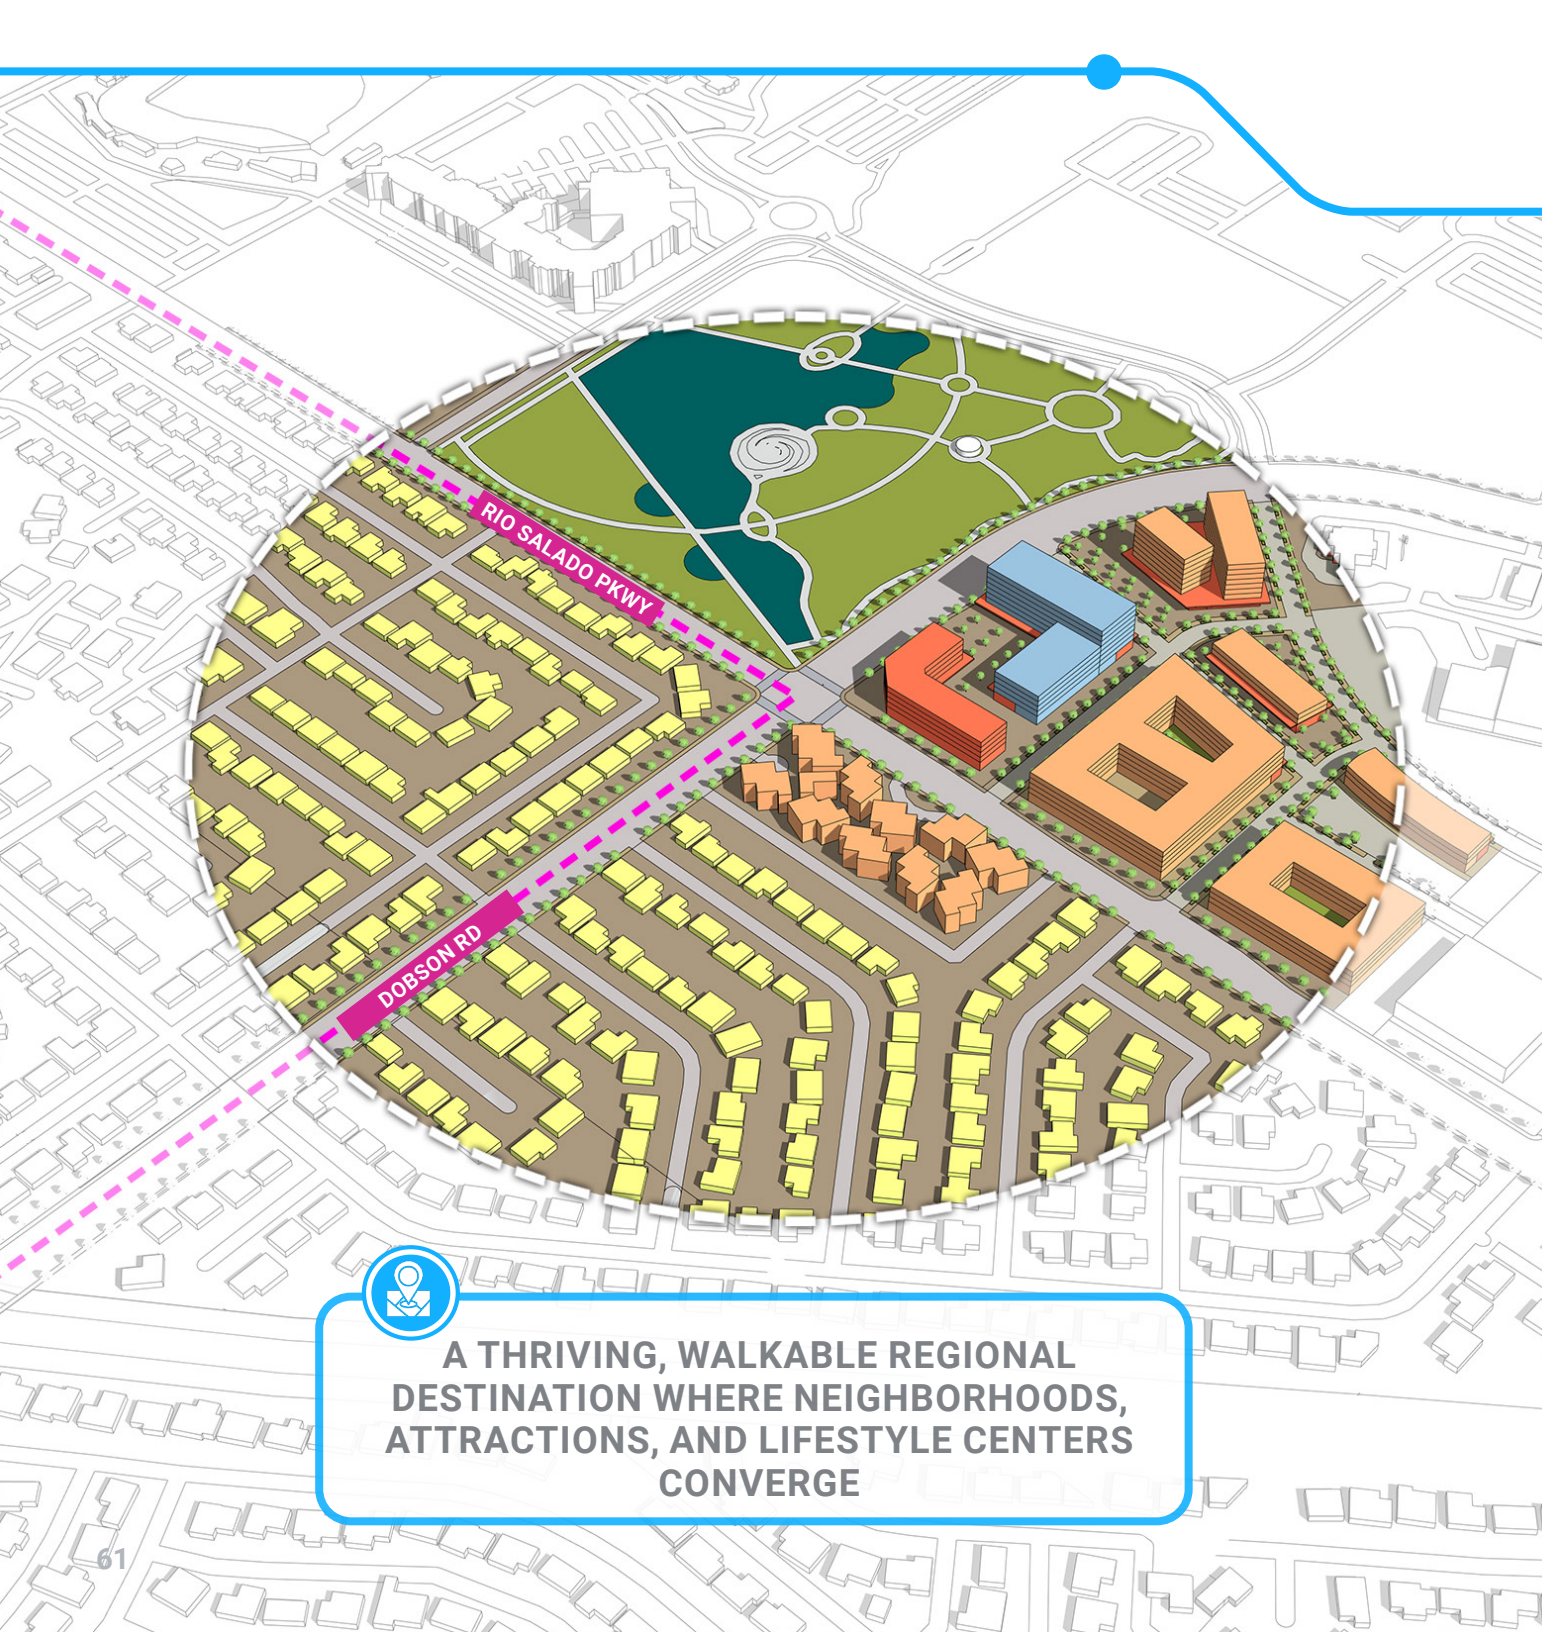 RIO SALADO PKWY
DOBSON RD
A THRIVING, WALKABLE REGIONAL
DESTINATION WHERE NEIGHBORHOODS,
ATTRACTIONS, AND LIFESTYLE CENTERS
CONVERGE
61